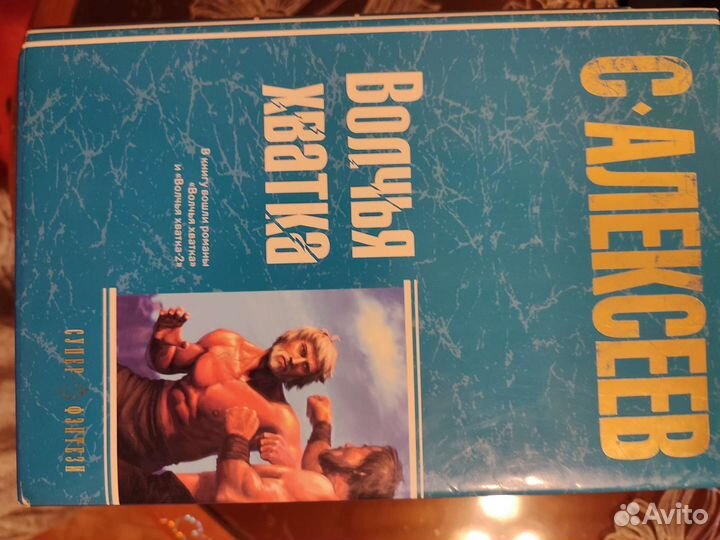 С·АЛЕКСЕЕВ
ВОЛЧЬЯ
ХВАТКА
В книгу вошли романы
«Волчья хватка»
и «Волчья хватка-2»
СУПЕР ФЭНТЕЗИ
Avito